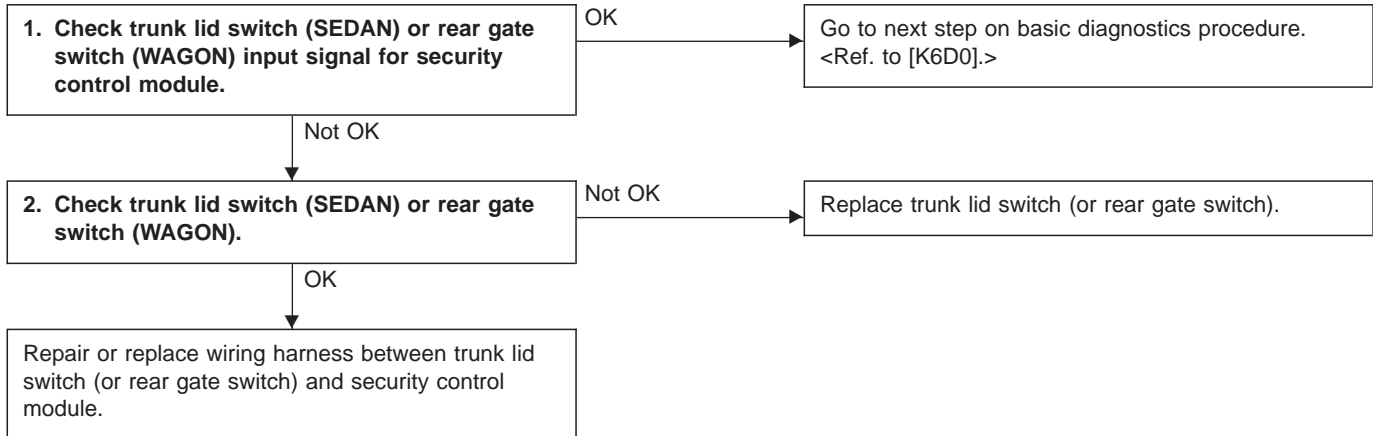 1. Check trunk lid switch (SEDAN) or rear gate
switch (WAGON) input signal for security
control module.
OK
Go to next step on basic diagnostics procedure.
<Ref. to [K6D0].>
Not OK
2. Check trunk lid switch (SEDAN) or rear gate
switch (WAGON).
Not OK
Replace trunk lid switch (or rear gate switch).
OK
Repair or replace wiring harness between trunk lid
switch (or rear gate switch) and security control
module.